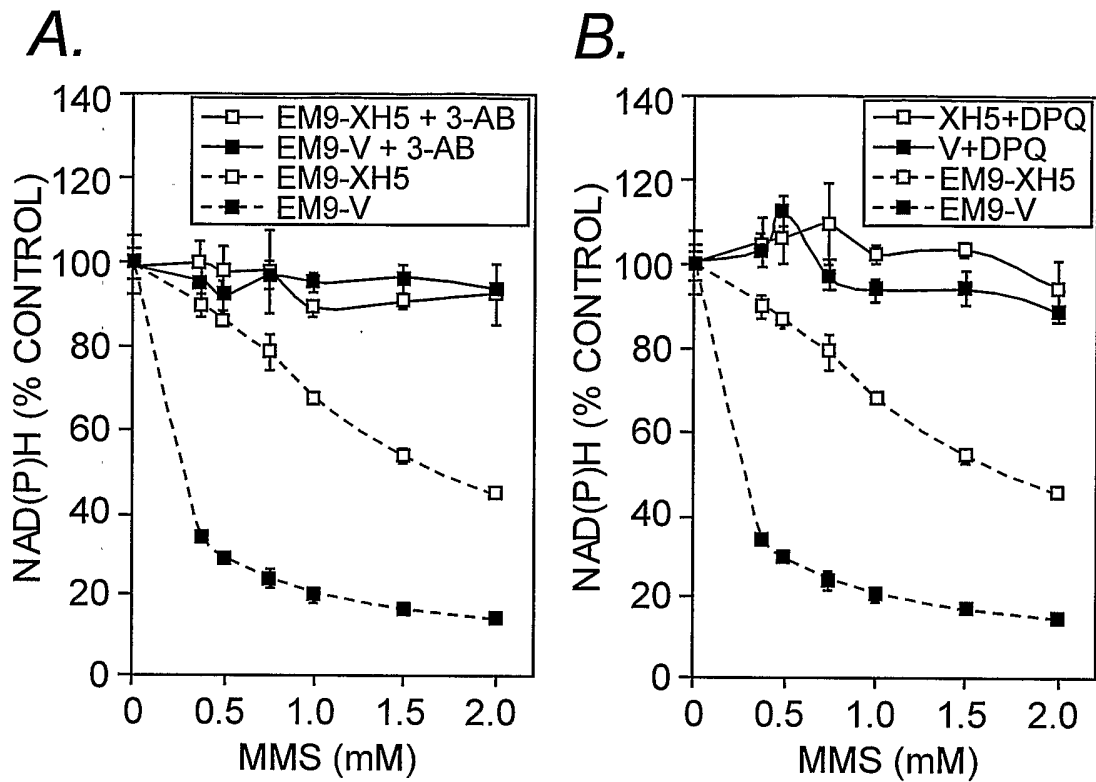 A.
NAD(P)H (% CONTROL)
140
120
100
80
60
40
20
0
EM9-XH5 + 3-AB
EM9-V + 3-AB
EM9-XH5
EM9-V
0
0.5
1.0
1.5
2.0
MMS (mM)
B.
NAD(P)H (% CONTROL)
140
120
100
80
60
40
20
0
XH5+DPQ
V+DPQ
EM9-XH5
EM9-V
0
0.5
1.0
1.5
2.0
MMS (mM)